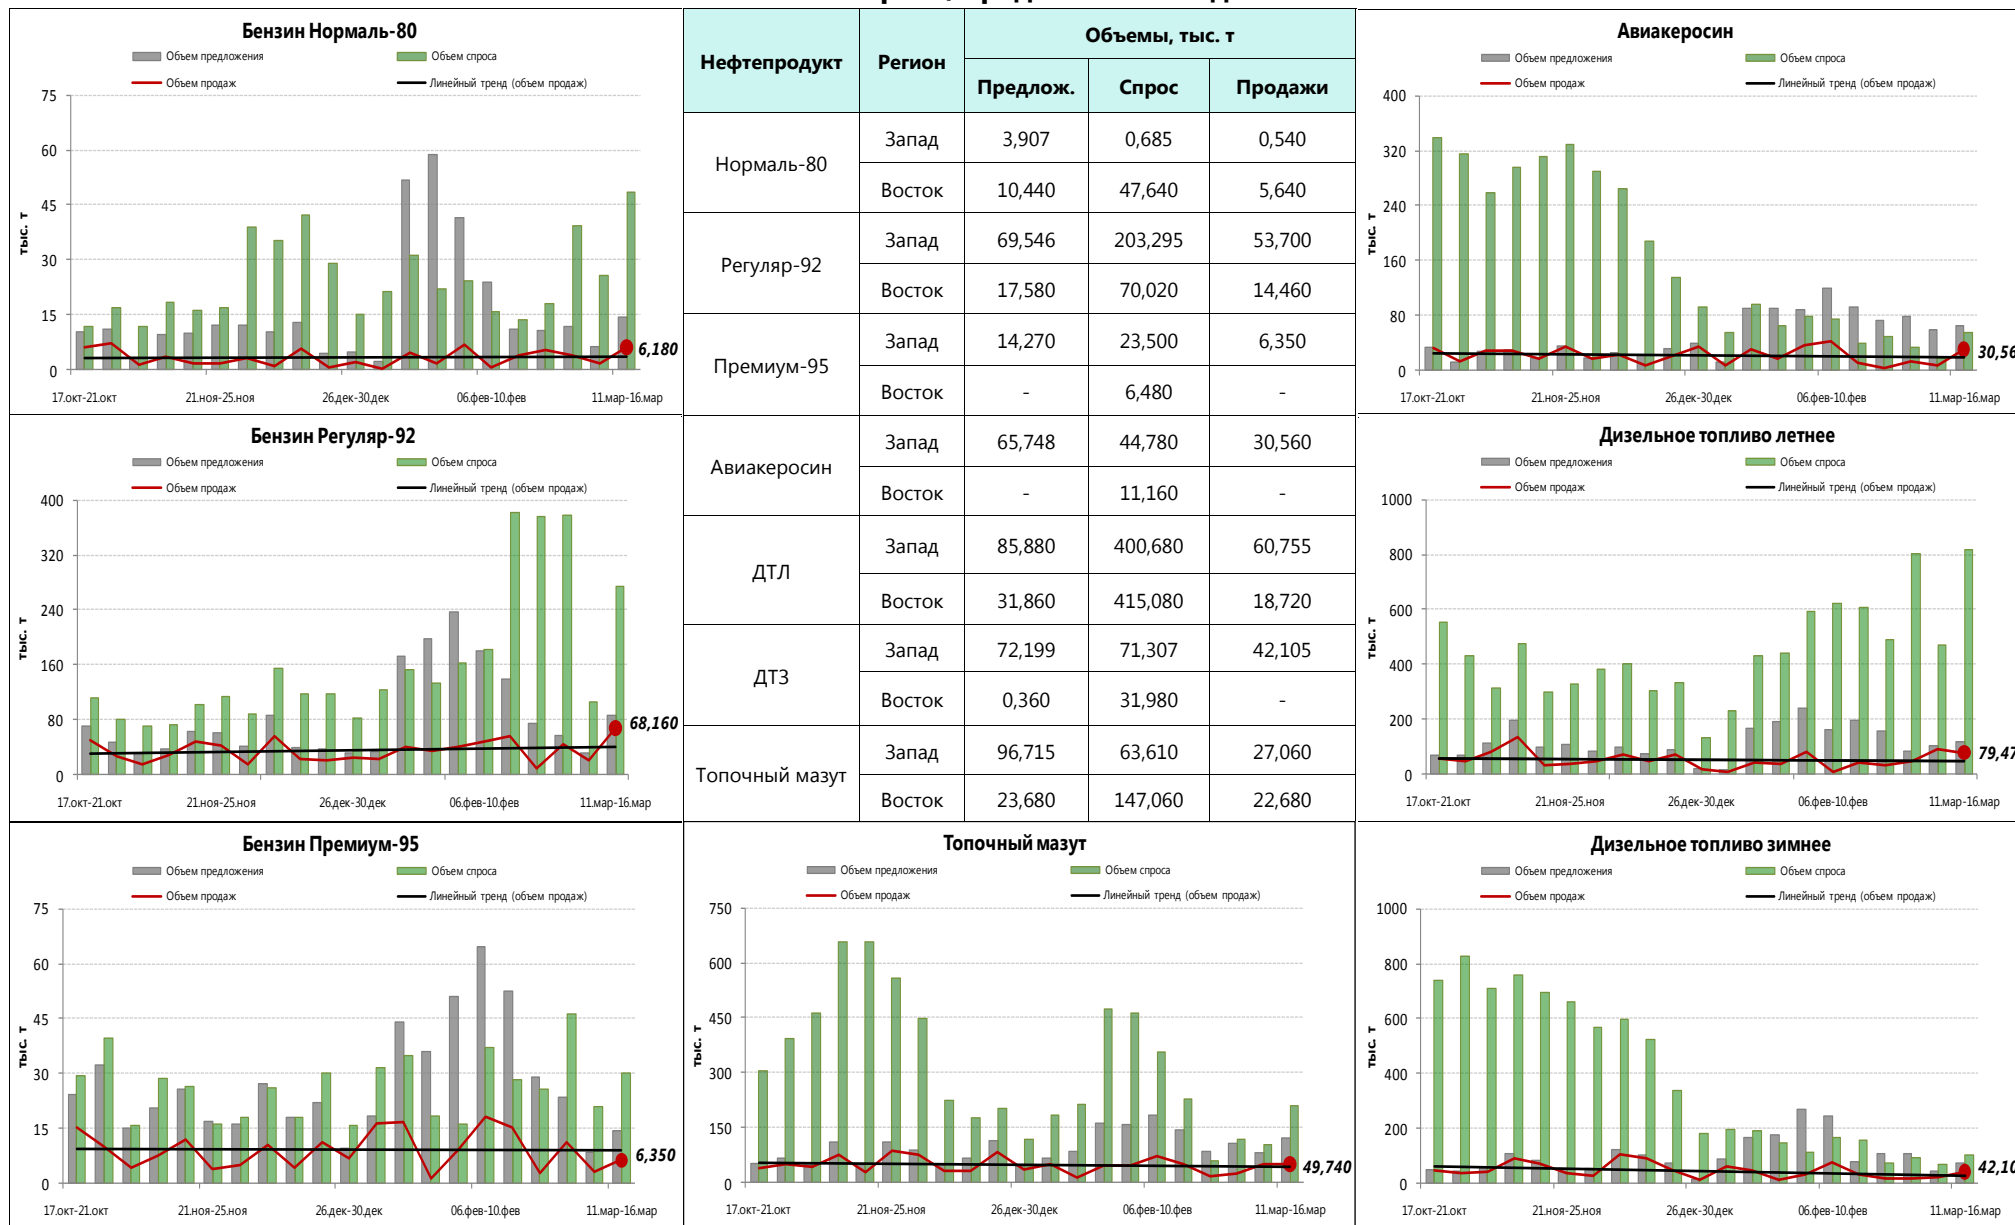 Бензин Нормаль-80
Объем предложения
Объем спроса
Объем продаж
Линейный тренд (объем продаж)
тыс. т
75
60
45
30
15
0
6,180
17.окт-21.окт
21.ноя-25.ноя
26.дек-30.дек
06.фев-10.фев
11.мар-16.мар
Нефтепродукт
Регион
Объемы, тыс. т
Предлож.
Спрос
Продажи
Нормаль-80
Запад 3,907 0,685 0,540
Восток 10,440 47,640 5,640
Регуляр-92
Запад 69,546 203,295 53,700
Восток 17,580 70,020 14,460
Премиум-95
Запад 14,270 23,500 6,350
Восток - 6,480 -
Авиакеросин
Запад 65,748 44,780 30,560
Восток - 11,160 -
ДТЛ
Запад 85,880 400,680 60,755
Восток 31,860 415,080 18,720
ДТЗ
Запад 72,199 71,307 42,105
Восток 0,360 31,980 -
Топочный мазут
Запад 96,715 63,610 27,060
Восток 23,680 147,060 22,680
Авиакеросин
Объем предложения
Объем спроса
Объем продаж
Линейный тренд (объем продаж)
тыс. т
400
320
240
160
80
0
30,56
17.окт-21.окт
21.ноя-25.ноя
26.дек-30.дек
06.фев-10.фев
11.мар-16.мар
Бензин Регуляр-92
Объем предложения
Объем спроса
Объем продаж
Линейный тренд (объем продаж)
тыс. т
400
320
240
160
80
0
68,160
17.окт-21.окт
21.ноя-25.ноя
26.дек-30.дек
06.фев-10.фев
11.мар-16.мар
Дизельное топливо летнее
Объем предложения
Объем спроса
Объем продаж
Линейный тренд (объем продаж)
тыс. т
1000
800
600
400
200
0
79,47
17.окт-21.окт
21.ноя-25.ноя
26.дек-30.дек
06.фев-10.фев
11.мар-16.мар
Бензин Премиум-95
Объем предложения
Объем спроса
Объем продаж
Линейный тренд (объем продаж)
тыс. т
75
60
45
30
15
0
6,350
17.окт-21.окт
21.ноя-25.ноя
26.дек-30.дек
06.фев-10.фев
11.мар-16.мар
Топочный мазут
Объем предложения
Объем спроса
Объем продаж
Линейный тренд (объем продаж)
тыс. т
750
600
450
300
150
0
49,740
17.окт-21.окт
21.ноя-25.ноя
26.дек-30.дек
06.фев-10.фев
11.мар-16.мар
Дизельное топливо зимнее
Объем предложения
Объем спроса
Объем продаж
Линейный тренд (объем продаж)
тыс. т
1000
800
600
400
200
0
42,10
17.окт-21.окт
21.ноя-25.ноя
26.дек-30.дек
06.фев-10.фев
11.мар-16.мар